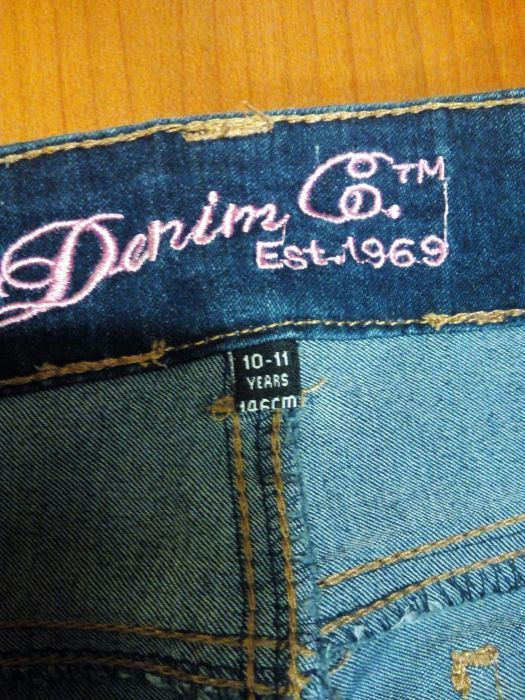 Denim Co.™
Est. 1969
10-11
YEARS
146cm